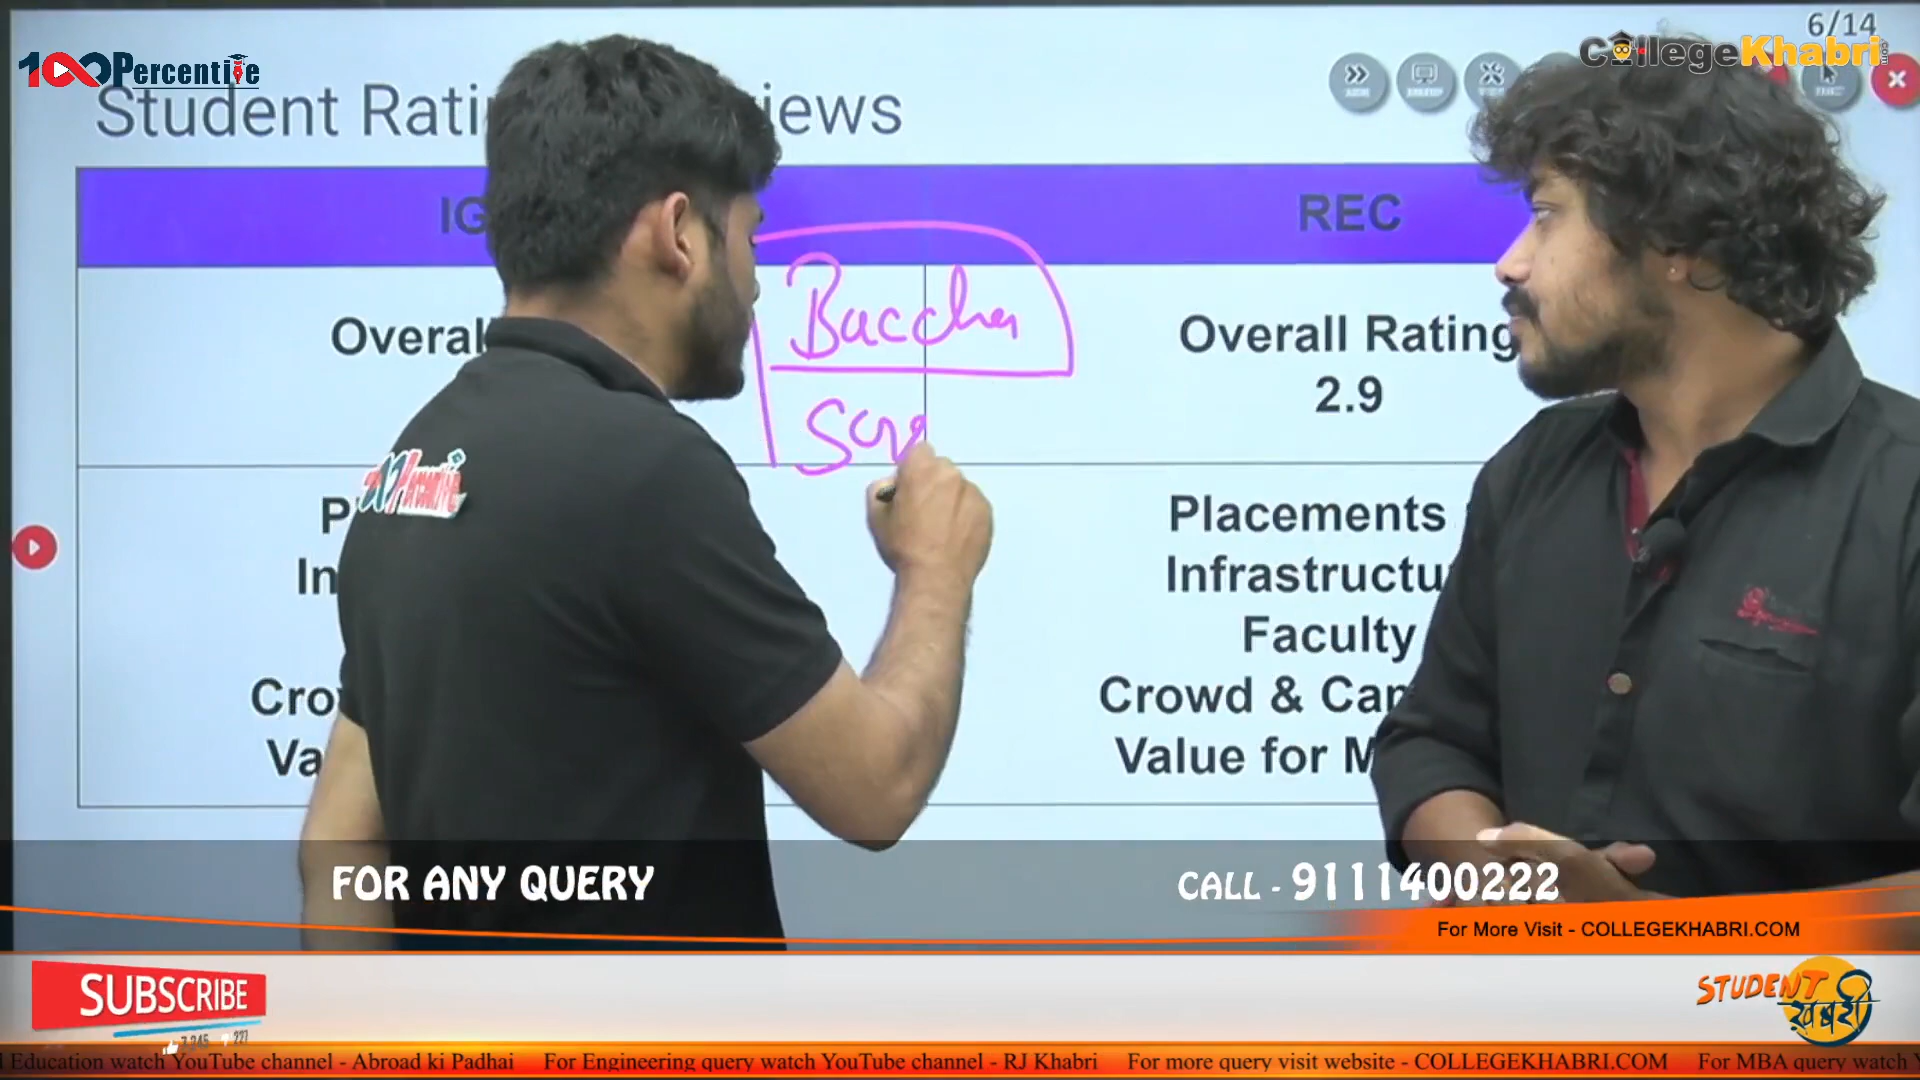 6/14
100Percentile
CollegeKhabri
Student Rati iews
IG
REC
Baccha
Overal
Overall Rating
2.9
P
Placements
In
Infrastructu
Faculty
Cro
Crowd & Ca
Va
Value for M
FOR ANY QUERY
CALL - 9111400222
For More Visit - COLLEGEKHABRI.COM
SUBSCRIBE
STUDENT
ख़बरी
Education watch YouTube channel - Abroad ki Padhai For Engineering query watch YouTube channel - RJ Khabri For more query visit website - COLLEGEKHABRI.COM For MBA query watch